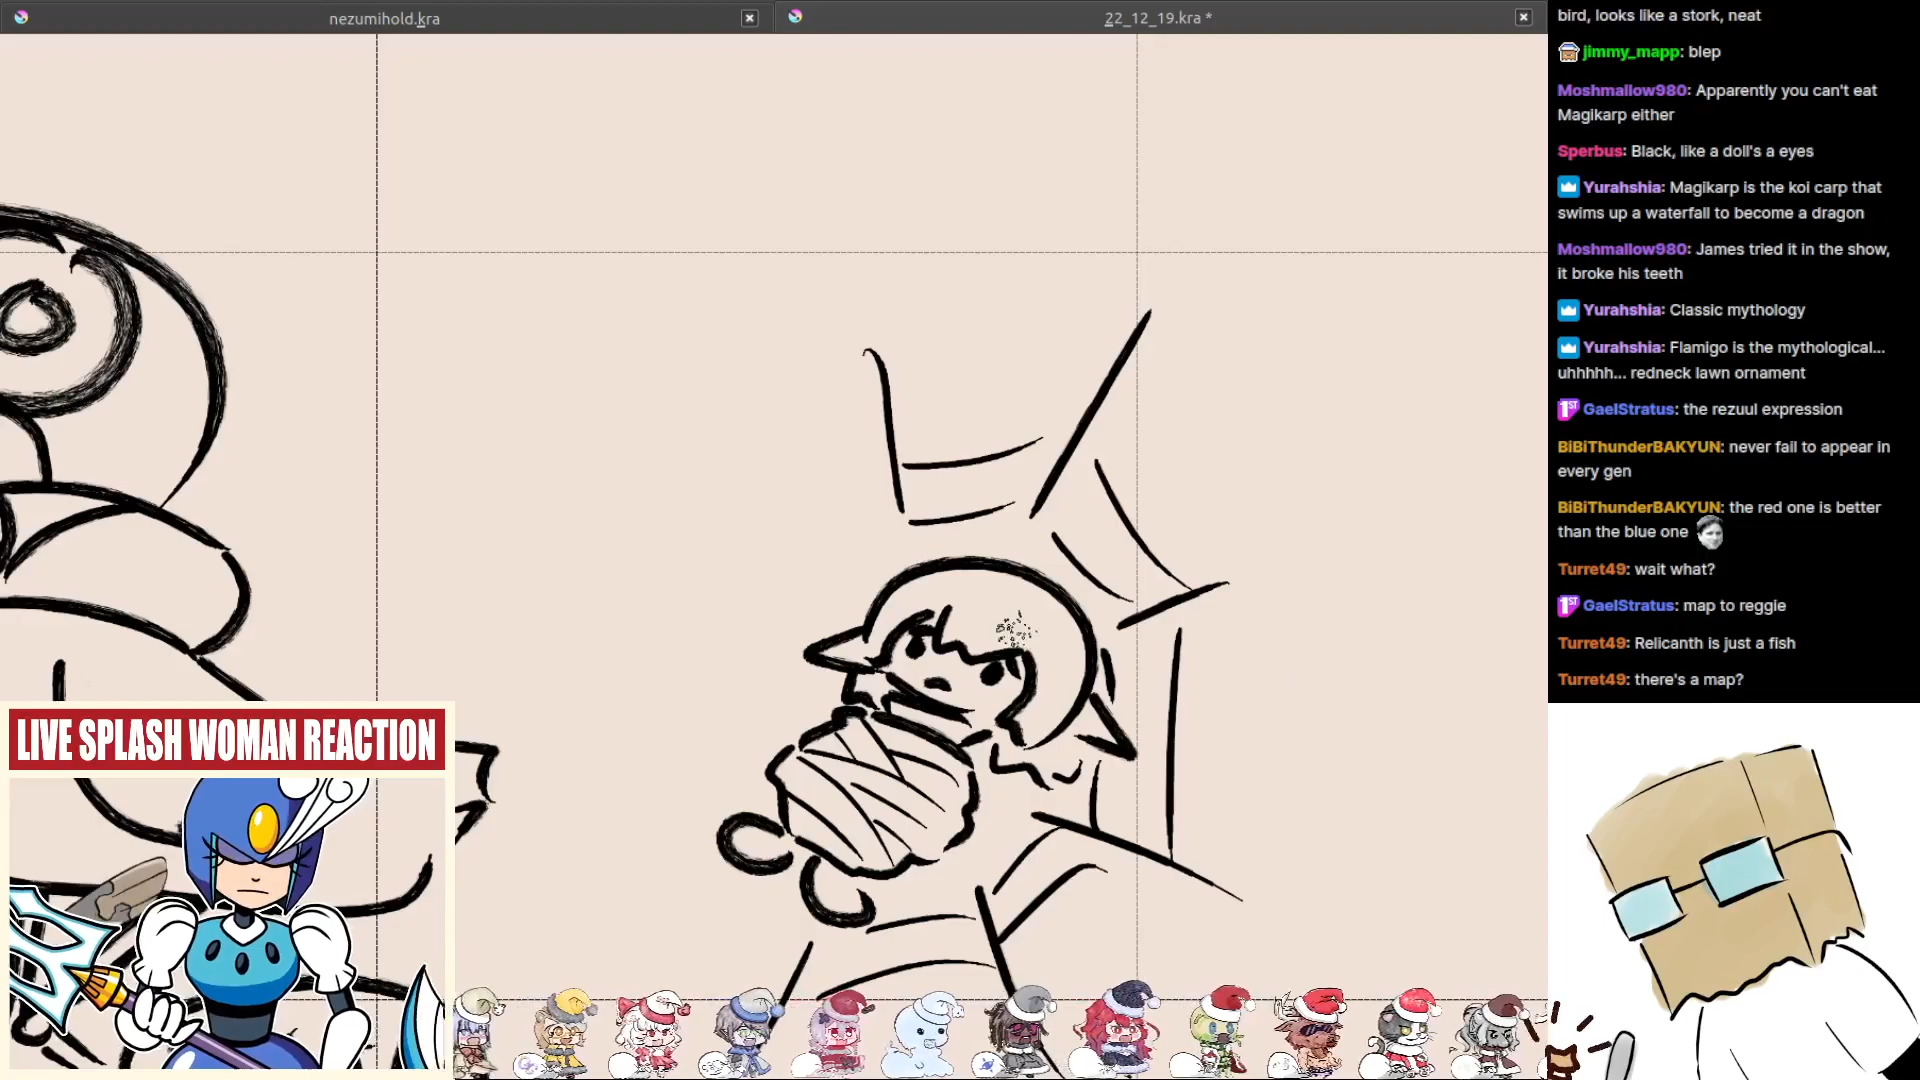 nezumihold.kra
22_12_19.kra *
bird, looks like a stork, neat
jimmy_mapp: blep
Moshmallow980: Apparently you can't eat
Magikarp either
Sperbus: Black, like a doll's a eyes
Yurahshia: Magikarp is the koi carp that
swims up a waterfall to become a dragon
Moshmallow980: James tried it in the show,
it broke his teeth
Yurahshia: Classic mythology
Yurahshia: Flamigo is the mythological...
uhhhhh... redneck lawn ornament
1ST GaelStratus: the rezuul expression
BiBiThunderBAKYUN: never fail to appear in
every gen
BiBiThunderBAKYUN: the red one is better
than the blue one
Turret49: wait what?
1ST GaelStratus: map to reggie
Turret49: Relicanth is just a fish
Turret49: there's a map?
LIVE SPLASH WOMAN REACTION